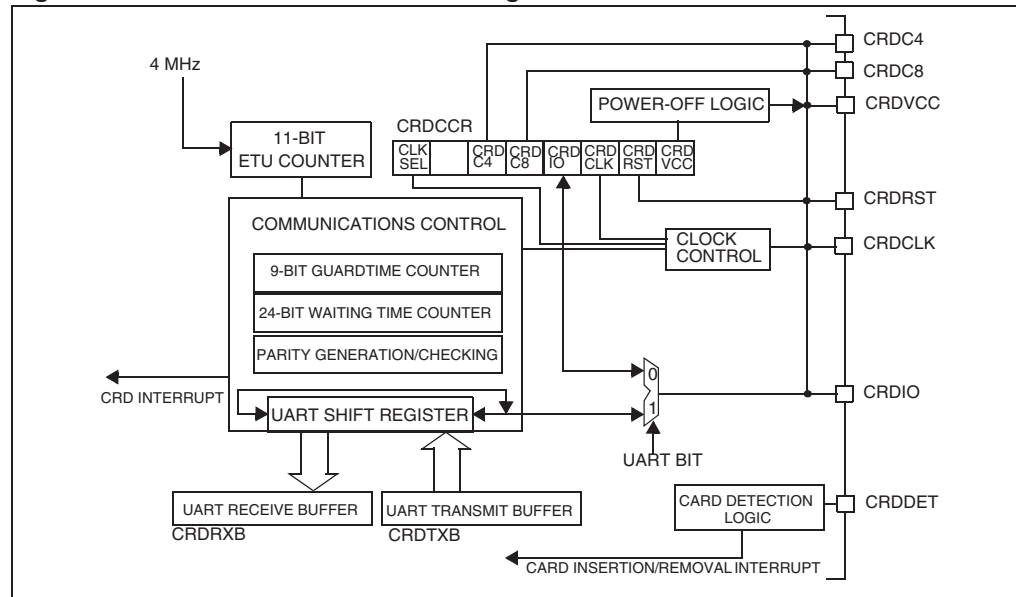 4 MHz
11-BIT
ETU COUNTER
CRDCCR
CLK
SEL
CRD
C4
CRD
C8
CRD
IO
CRD
CLK
CRD
RST
CRD
VCC
POWER-OFF LOGIC
CRDC4
CRDC8
CRDVCC
CRDRST
CRDCLK
CLOCK
CONTROL
COMMUNICATIONS CONTROL
9-BIT GUARDTIME COUNTER
24-BIT WAITING TIME COUNTER
PARITY GENERATION/CHECKING
CRD INTERRUPT
UART SHIFT REGISTER
0
1
UART BIT
CRDIO
UART RECEIVE BUFFER
CRDRXB
UART TRANSMIT BUFFER
CRDTXB
CARD DETECTION
LOGIC
CRDDET
CARD INSERTION/REMOVAL INTERRUPT